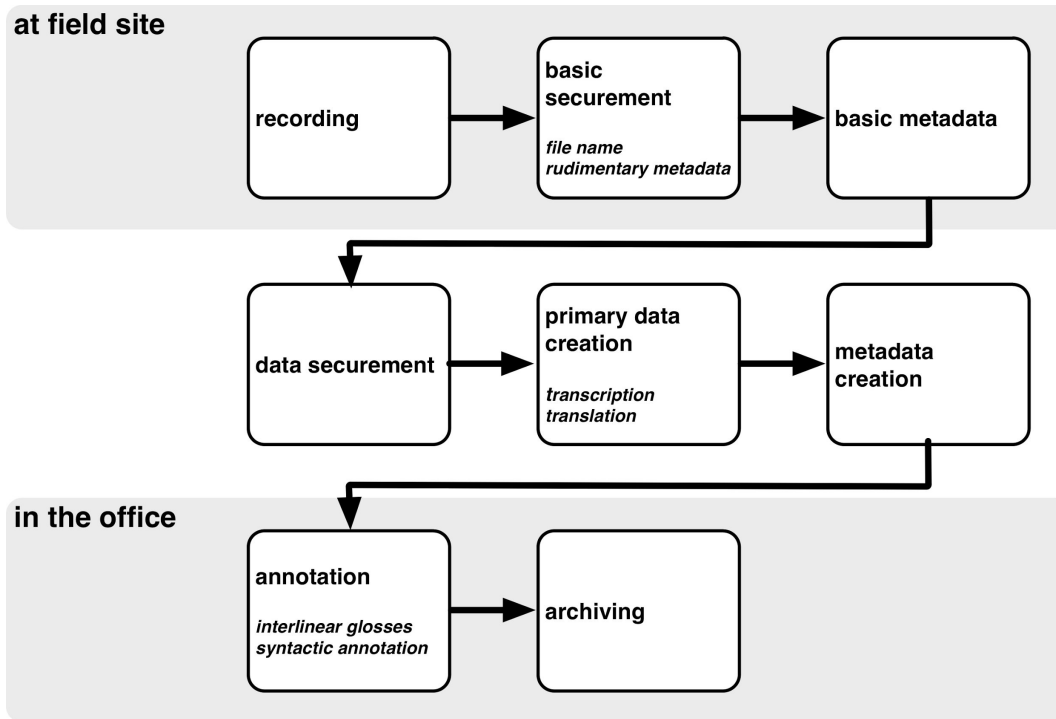 at field site
recording
basic
securement
file name
rudimentary metadata
basic metadata
data securement
primary data
creation
transcription
translation
metadata
creation
in the office
annotation
interlinear glosses
syntactic annotation
archiving